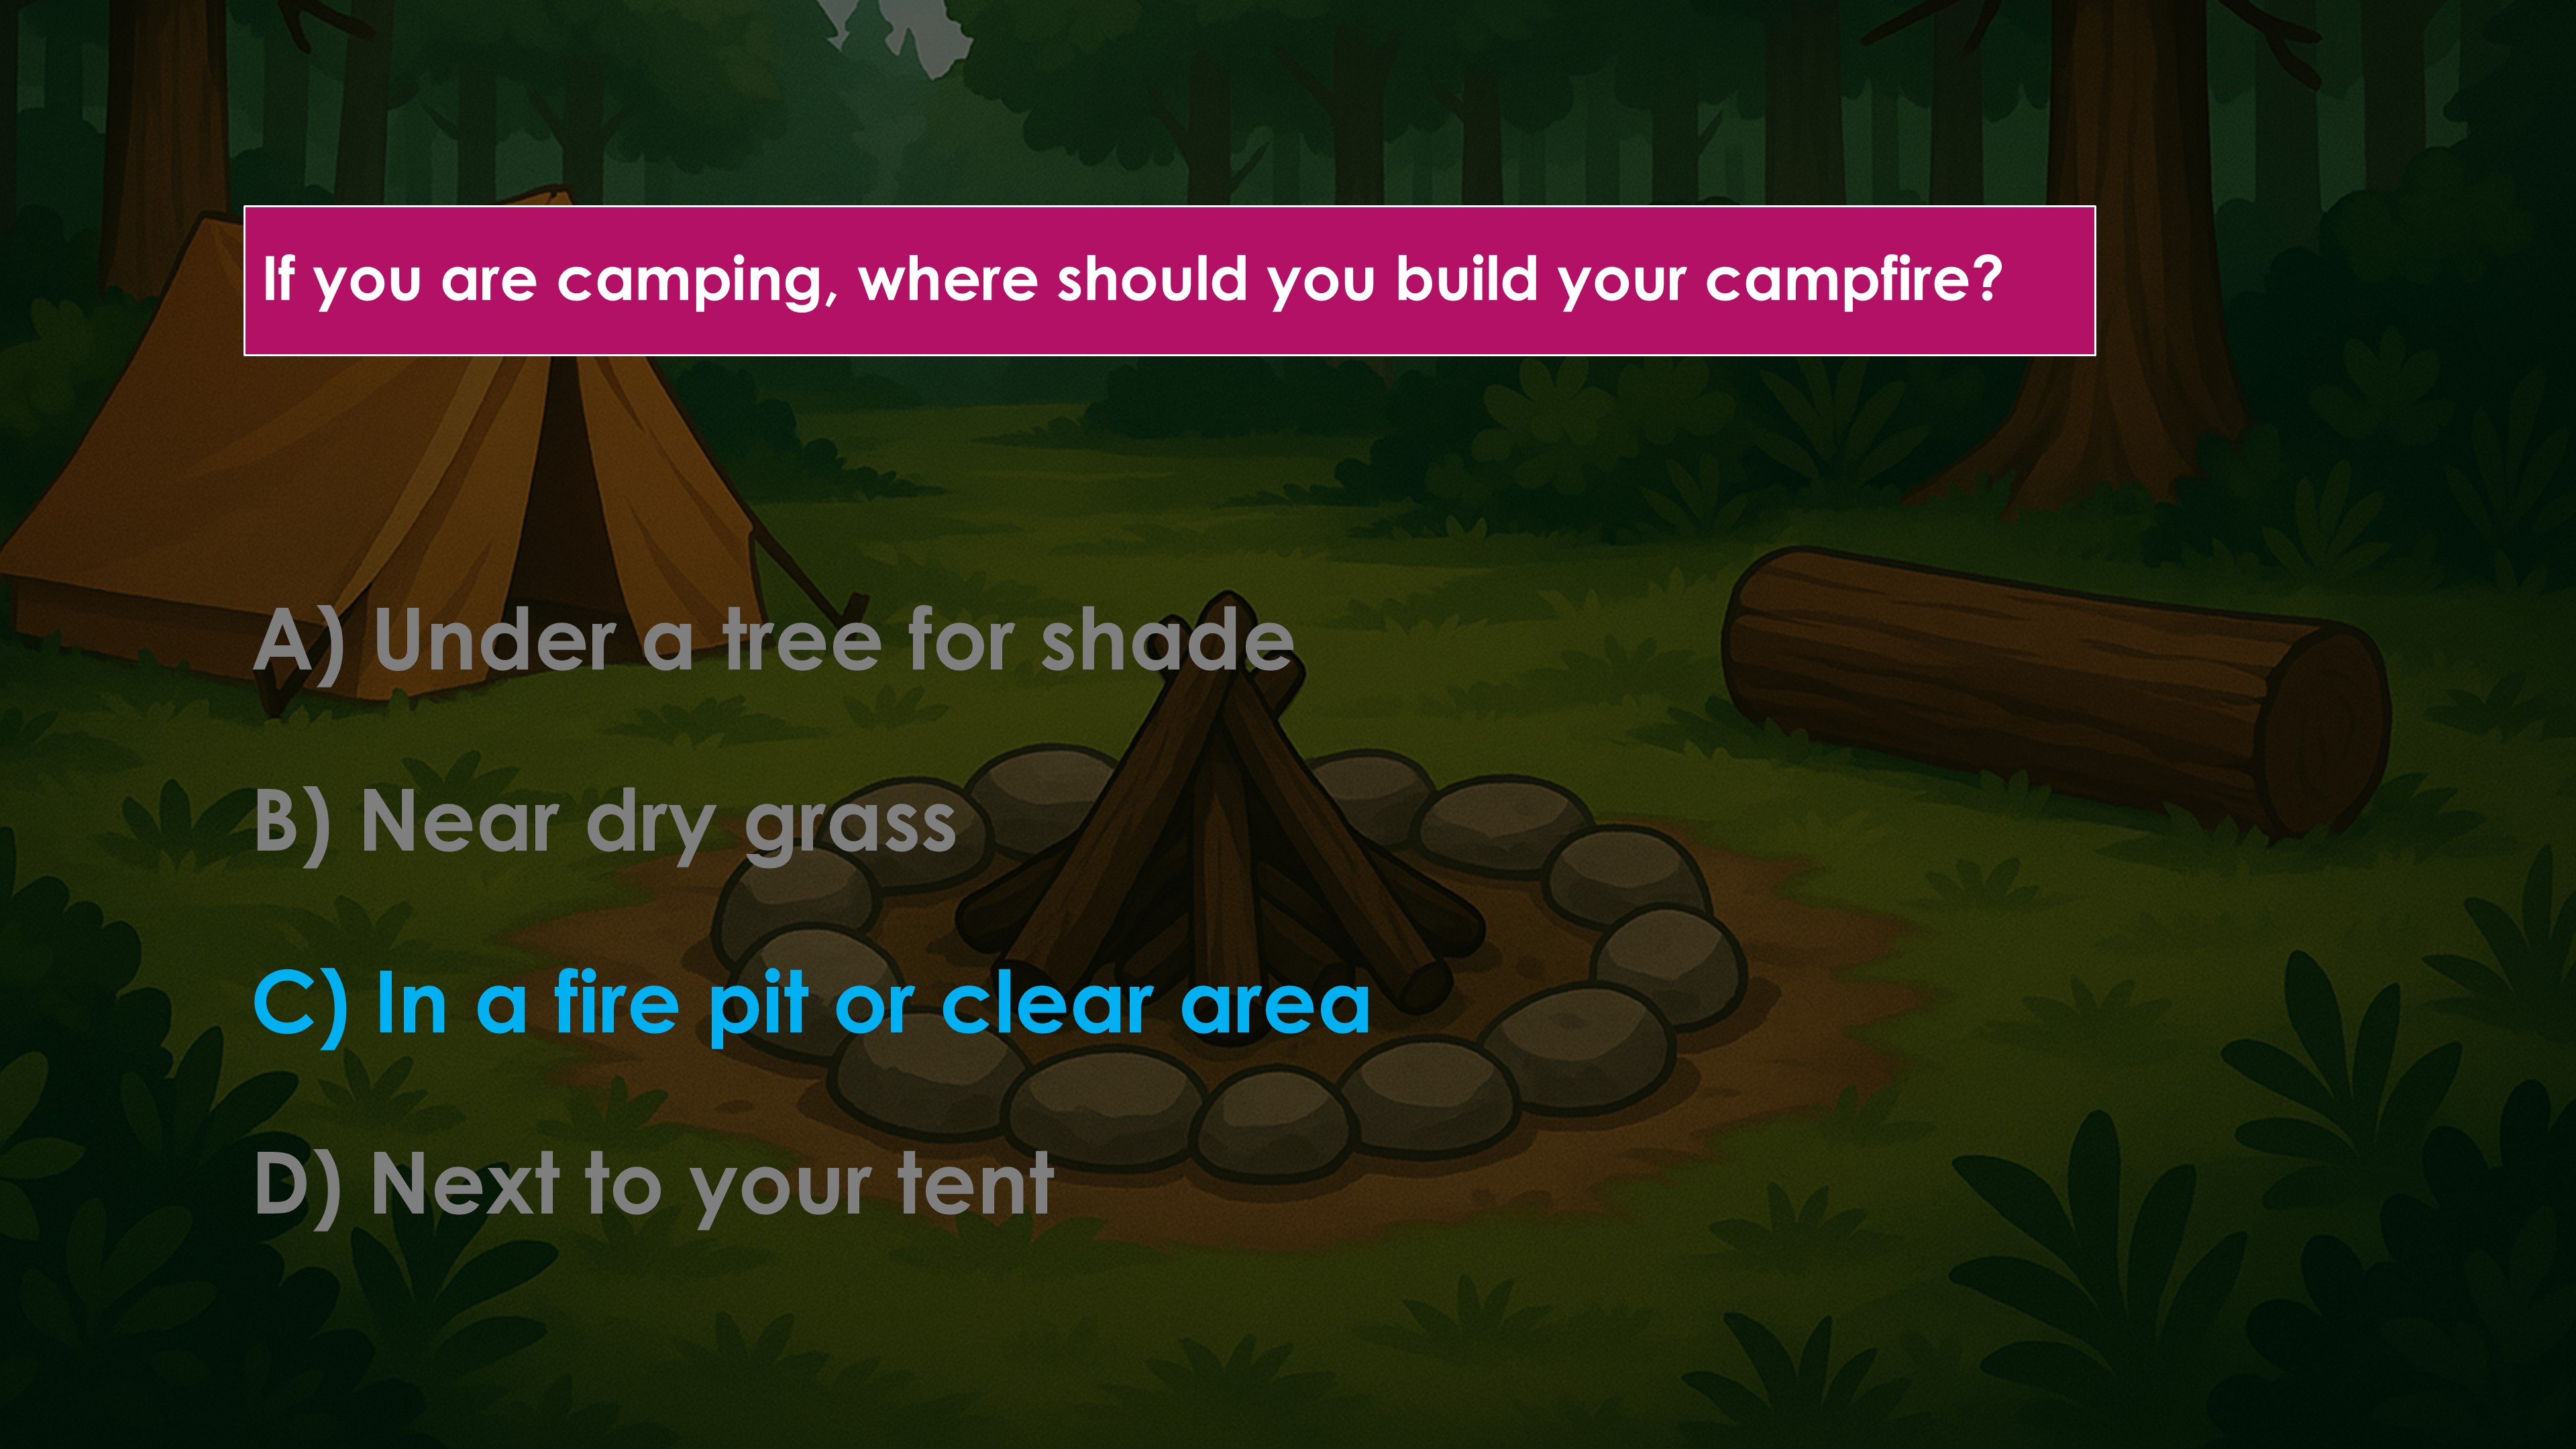 If you are camping, where should you build your campfire?
A) Under a tree for shade
B) Near dry grass
C) In a fire pit or clear area
D) Next to your tent